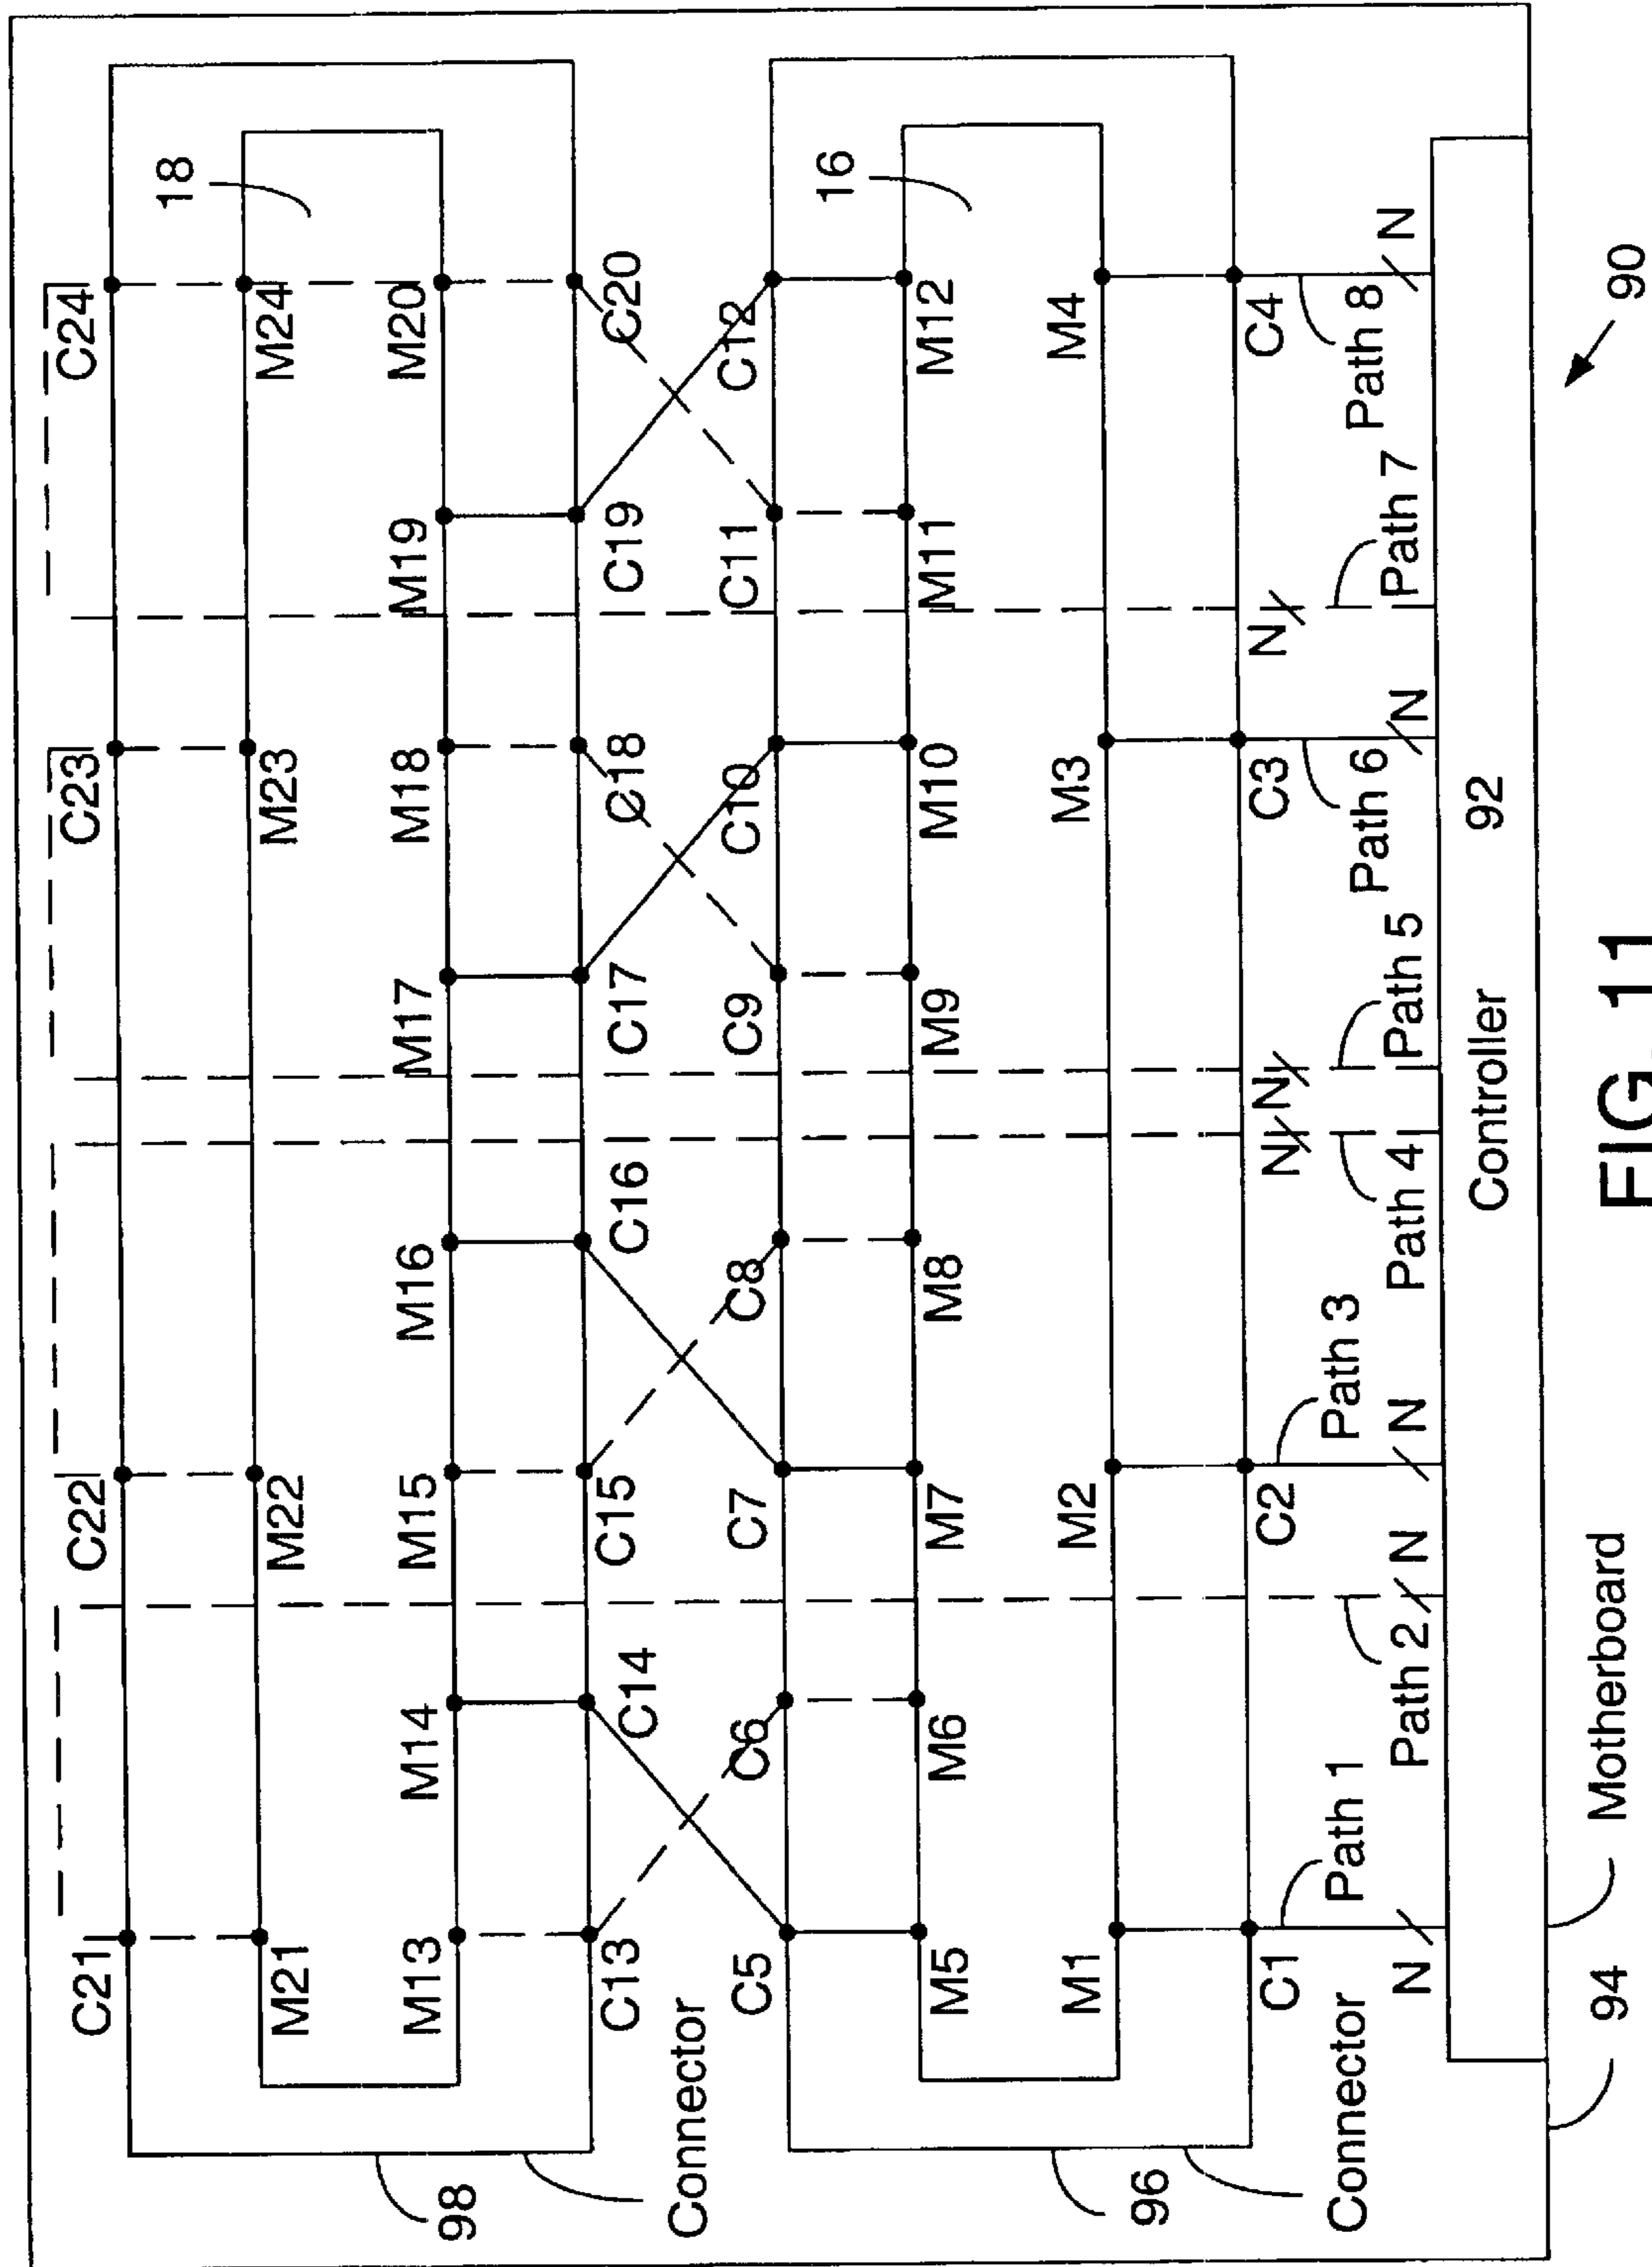 C21
C22
C23
C24
M21
M22
M23
M24
18
M13
M14
M15
M16
M17
M18
M19
M20
C13
C14
C15
C16
C17
C18
C19
C20
98
Connector
C5
C6
C7
C8
C9
C10
C11
C12
M5
M6
M7
M8
M9
M10
M11
M12
16
M1
M2
M3
M4
C1
C2
C3
C4
96
Connector
N
Path 1
Path 2
N
N
Path 3
N
Path 4
N
Path 5
Path 6
N
N
Path 7
Path 8
N
Controller
92
94
Motherboard
90
FIG. 11